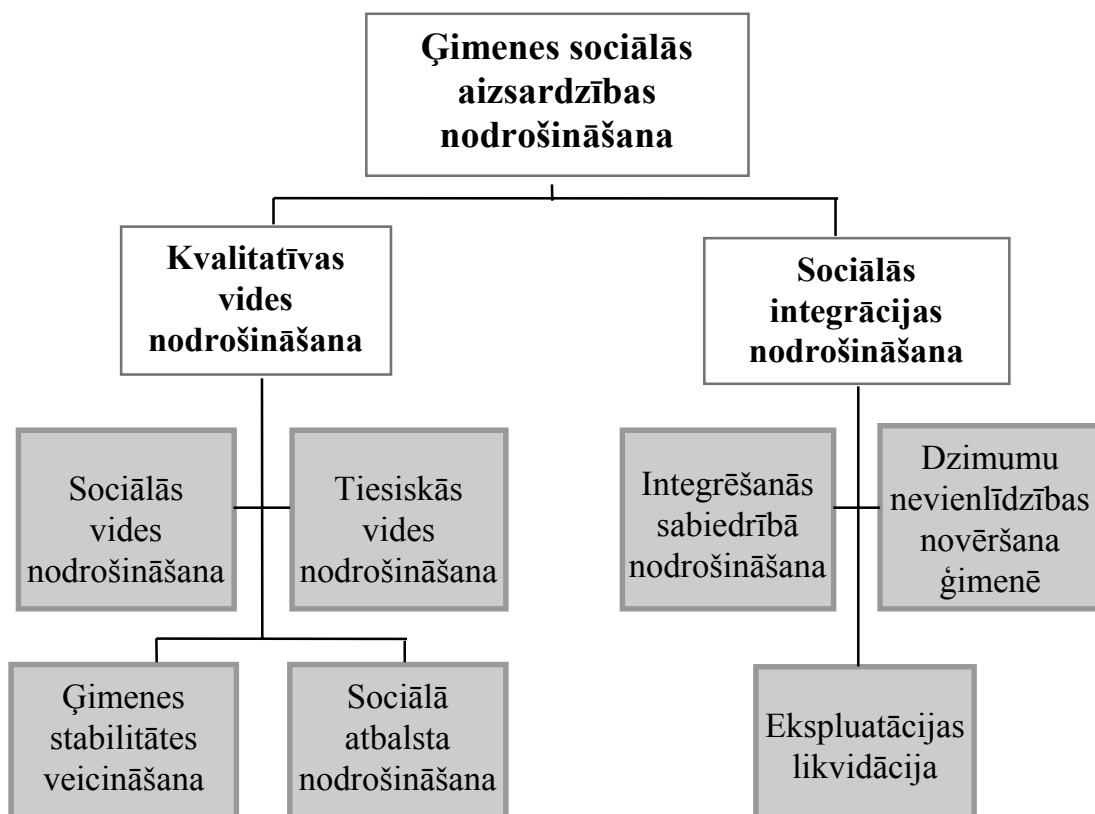 Ģimenes sociālās
aizsardzības
nodrošināšana
Kvalitatīvas
vides
nodrošināšana
Sociālās
integrācijas
nodrošināšana
Sociālās
vides
nodrošināšana
Tiesiskās
vides
nodrošināšana
Integrēšanās
sabiedrībā
nodrošināšana
Dzimumu
nevienlīdzības
novēršana
ģimenē
Ģimenes
stabilitātes
veicināšana
Sociālā
atbalsta
nodrošināšana
Ekspluatācijas
likvidācija